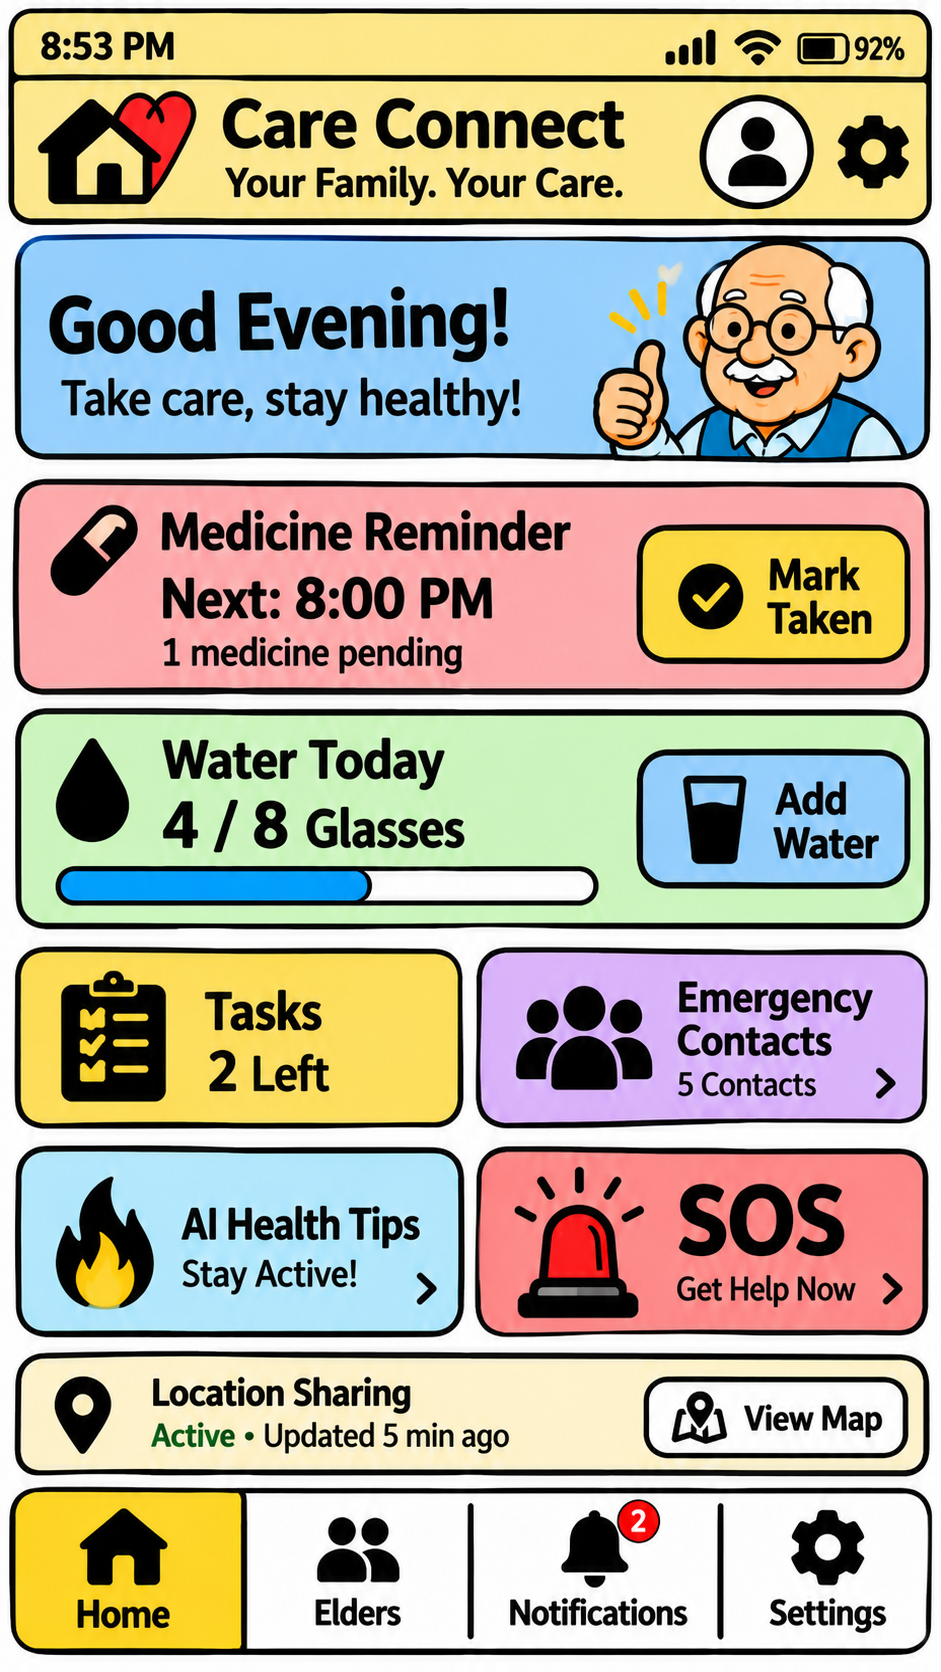 8:53 PM
92%
Care Connect
Your Family. Your Care.
Good Evening!
Take care, stay healthy!
Medicine Reminder
Next: 8:00 PM
1 medicine pending
Mark
Taken
Water Today
4 / 8 Glasses
Add
Water
Tasks
2 Left
Emergency
Contacts
5 Contacts
AI Health Tips
Stay Active!
SOS
Get Help Now
Location Sharing
Active • Updated 5 min ago
View Map
Home
Elders
2
Notifications
Settings